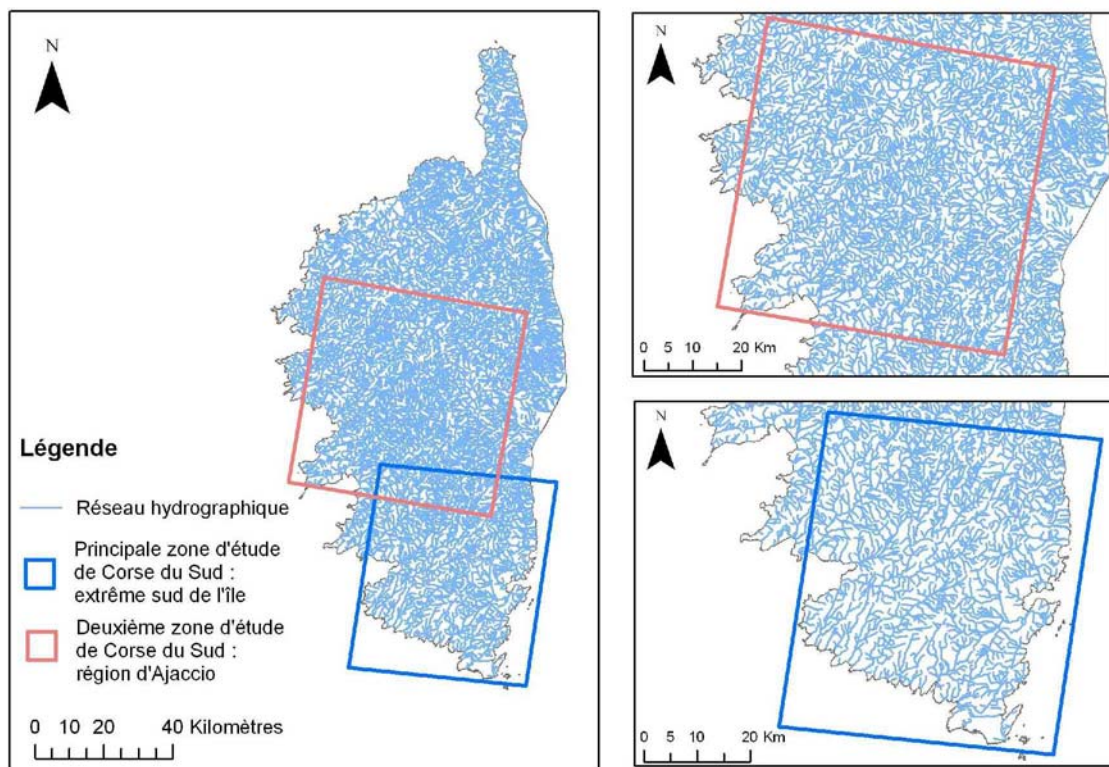 N
Légende
Réseau hydrographique
Principale zone d'étude
de Corse du Sud :
extrême sud de l'île
Deuxième zone d'étude
de Corse du Sud :
région d'Ajaccio
0 10 20 40 Kilomètres
N
0 5 10 20 Km
N
0 5 10 20 Km